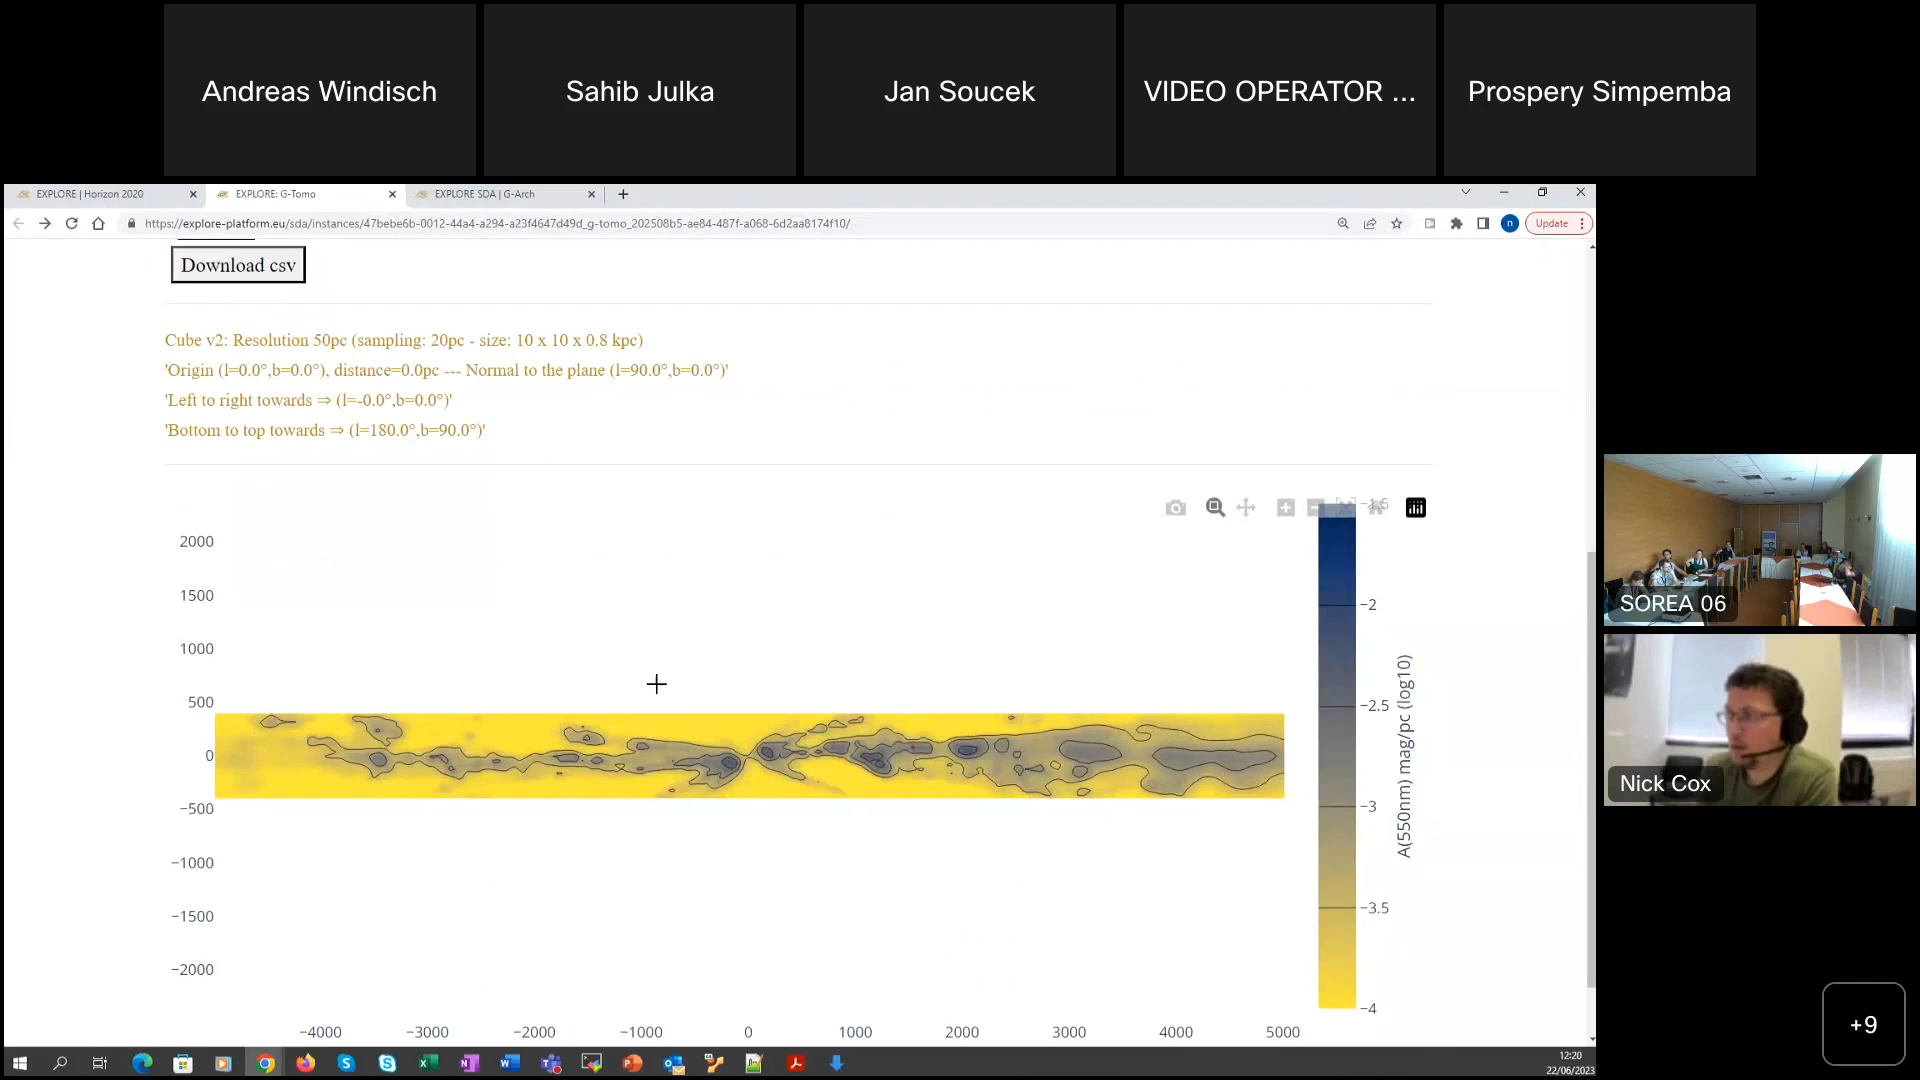 Andreas Windisch
Sahib Julka
Jan Soucek
VIDEO OPERATOR ...
Prospery Simpemba
EXPLORE | Horizon 2020
EXPLORE: G-Tomo
EXPLORE SDA | G-Arch
https://explore-platform.eu/sda/instances/47bebe6b-0012-44a4-a294-a23f4647d49d_g-tomo_202508b5-ae84-487f-a068-6d2aa8174f10/
n
Update
Download csv
Cube v2: Resolution 50pc (sampling: 20pc - size: 10 x 10 x 0.8 kpc)
'Origin (l=0.0°,b=0.0°), distance=0.0pc --- Normal to the plane (l=90.0°,b=0.0°)'
'Left to right towards ⇒ (l=-0.0°,b=0.0°)'
'Bottom to top towards ⇒ (l=180.0°,b=90.0°)'
2000
1500
1000
500
0
−500
−1000
−1500
−2000
−4000
−3000
−2000
−1000
0
1000
2000
3000
4000
5000
−1.5
−2
−2.5
−3
−3.5
−4
A(550nm) mag/pc (log10)
SOREA 06
Nick Cox
+9
12:20
22/06/2023